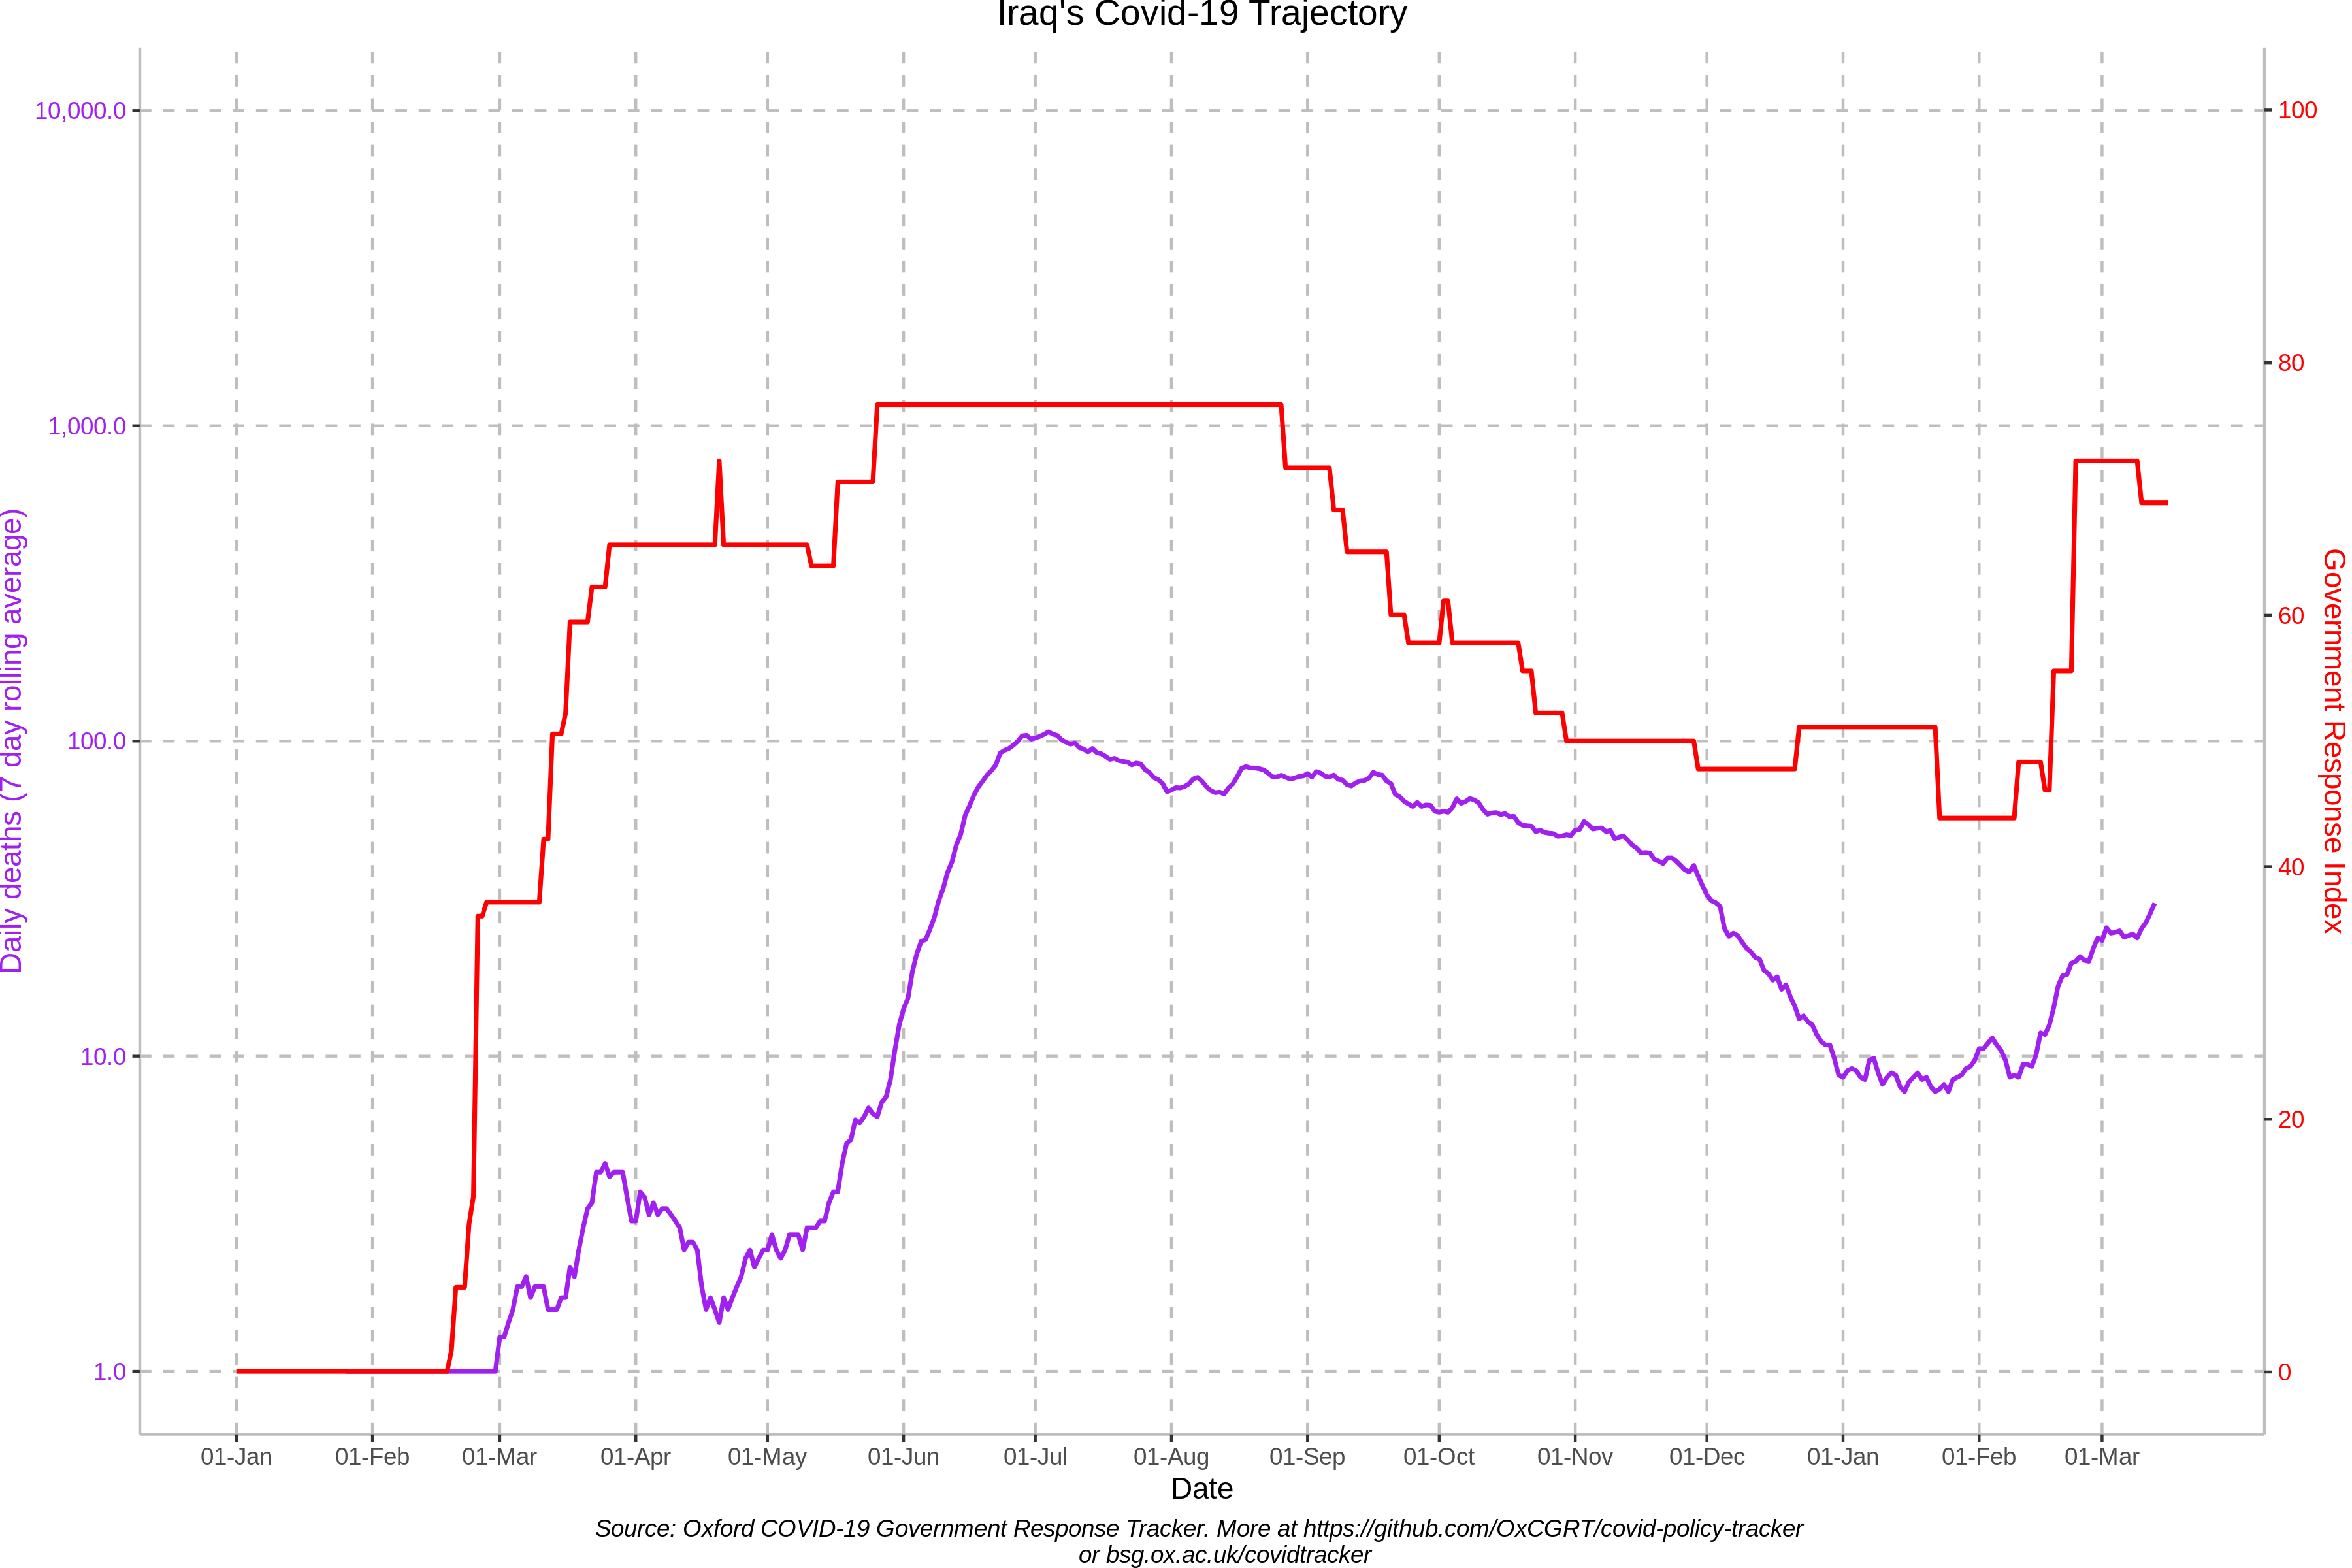 Iraq's Covid-19 Trajectory
10,000.0
1,000.0
100.0
10.0
1.0
Daily deaths (7 day rolling average)
100
80
60
40
20
0
Government Response Index
01-Jan 01-Feb 01-Mar 01-Apr 01-May 01-Jun 01-Jul 01-Aug 01-Sep 01-Oct 01-Nov 01-Dec 01-Jan 01-Feb 01-Mar
Date
Source: Oxford COVID-19 Government Response Tracker. More at https://github.com/OxCGRT/covid-policy-tracker
or bsg.ox.ac.uk/covidtracker